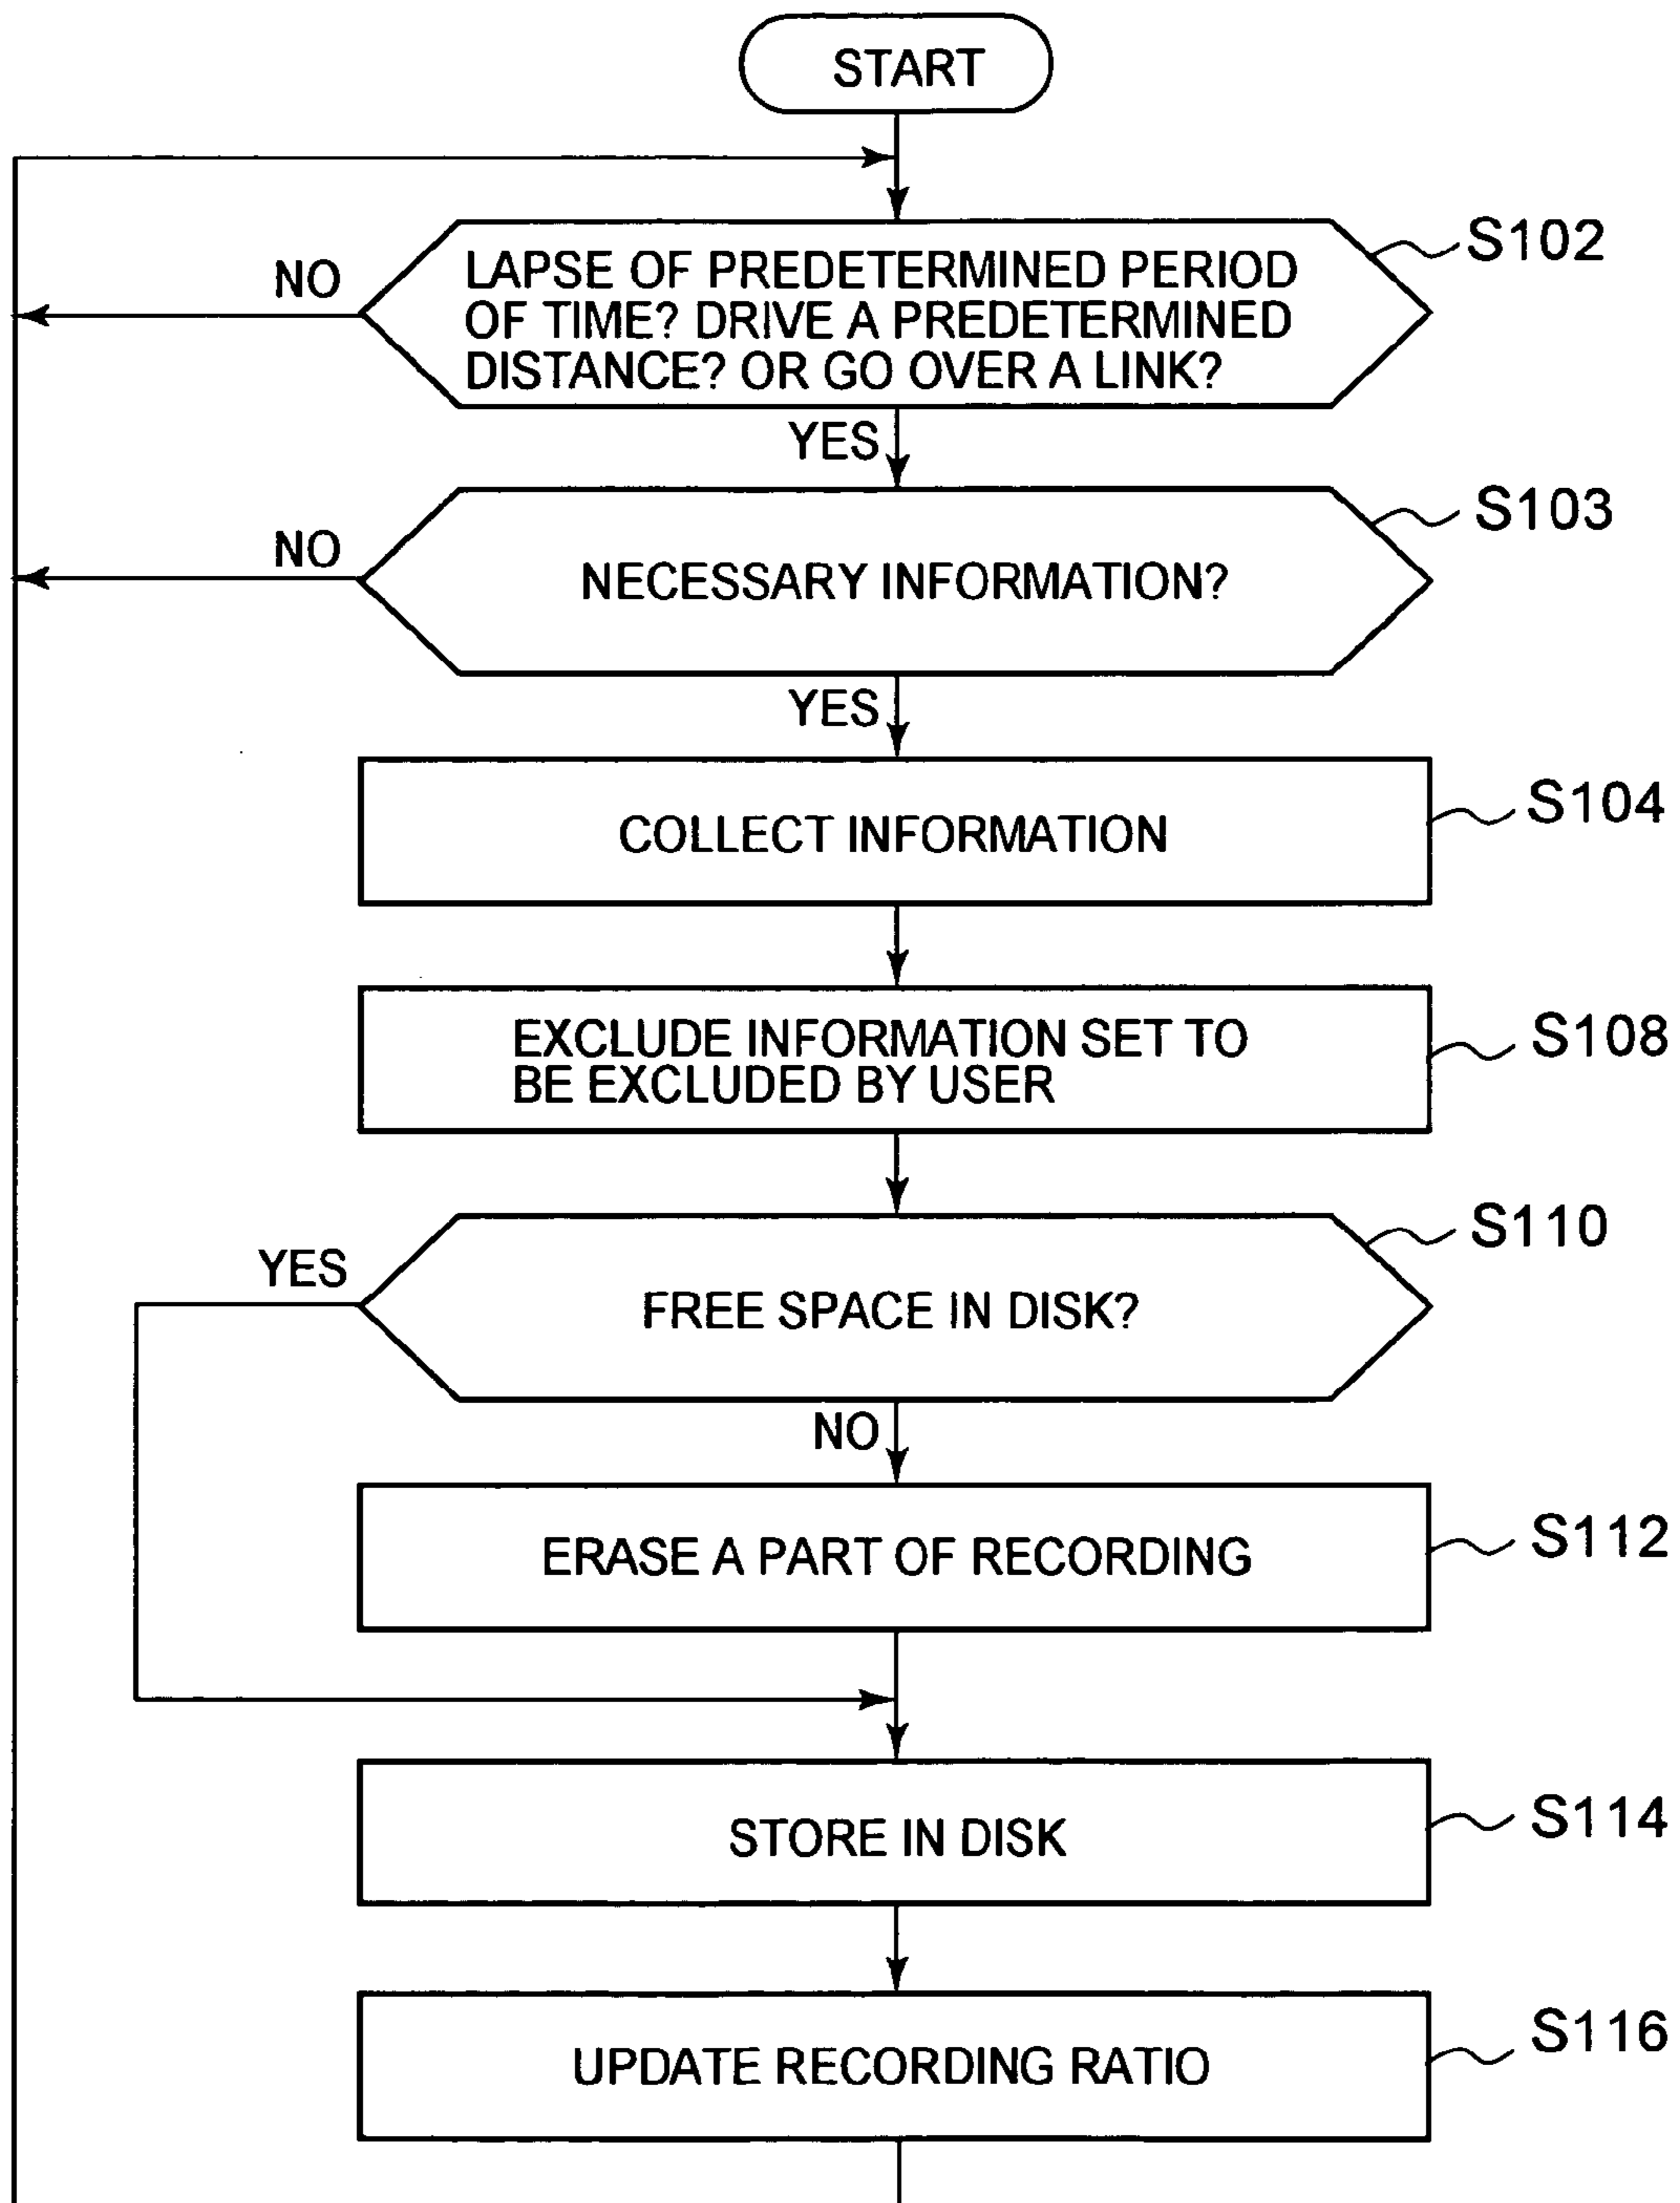 START
S102
NO
LAPSE OF PREDETERMINED PERIOD
OF TIME? DRIVE A PREDETERMINED
DISTANCE? OR GO OVER A LINK?
YES
S103
NO
NECESSARY INFORMATION?
YES
S104
COLLECT INFORMATION
S108
EXCLUDE INFORMATION SET TO
BE EXCLUDED BY USER
S110
YES
FREE SPACE IN DISK?
NO
S112
ERASE A PART OF RECORDING
S114
STORE IN DISK
S116
UPDATE RECORDING RATIO